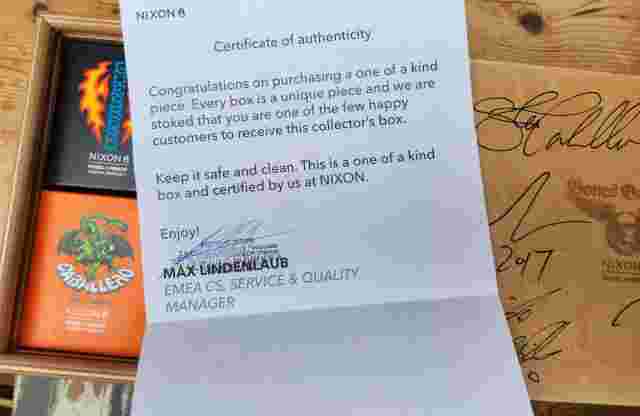 NIXON
Certificate of authenticity
Congratulations on purchasing a one of a kind
piece. Every box is a unique piece and we are
stoked that you are one of the few happy
customers to receive this collector's box.
Keep it safe and clean. This is a one of a kind
box and certified by us at NIXON.
Enjoy!
MAX LINDENLAUB
EMEA CS, SERVICE & QUALITY
MANAGER
NIXON
CABALLERO
NIXON
Steve Caballero
2017
NIXON